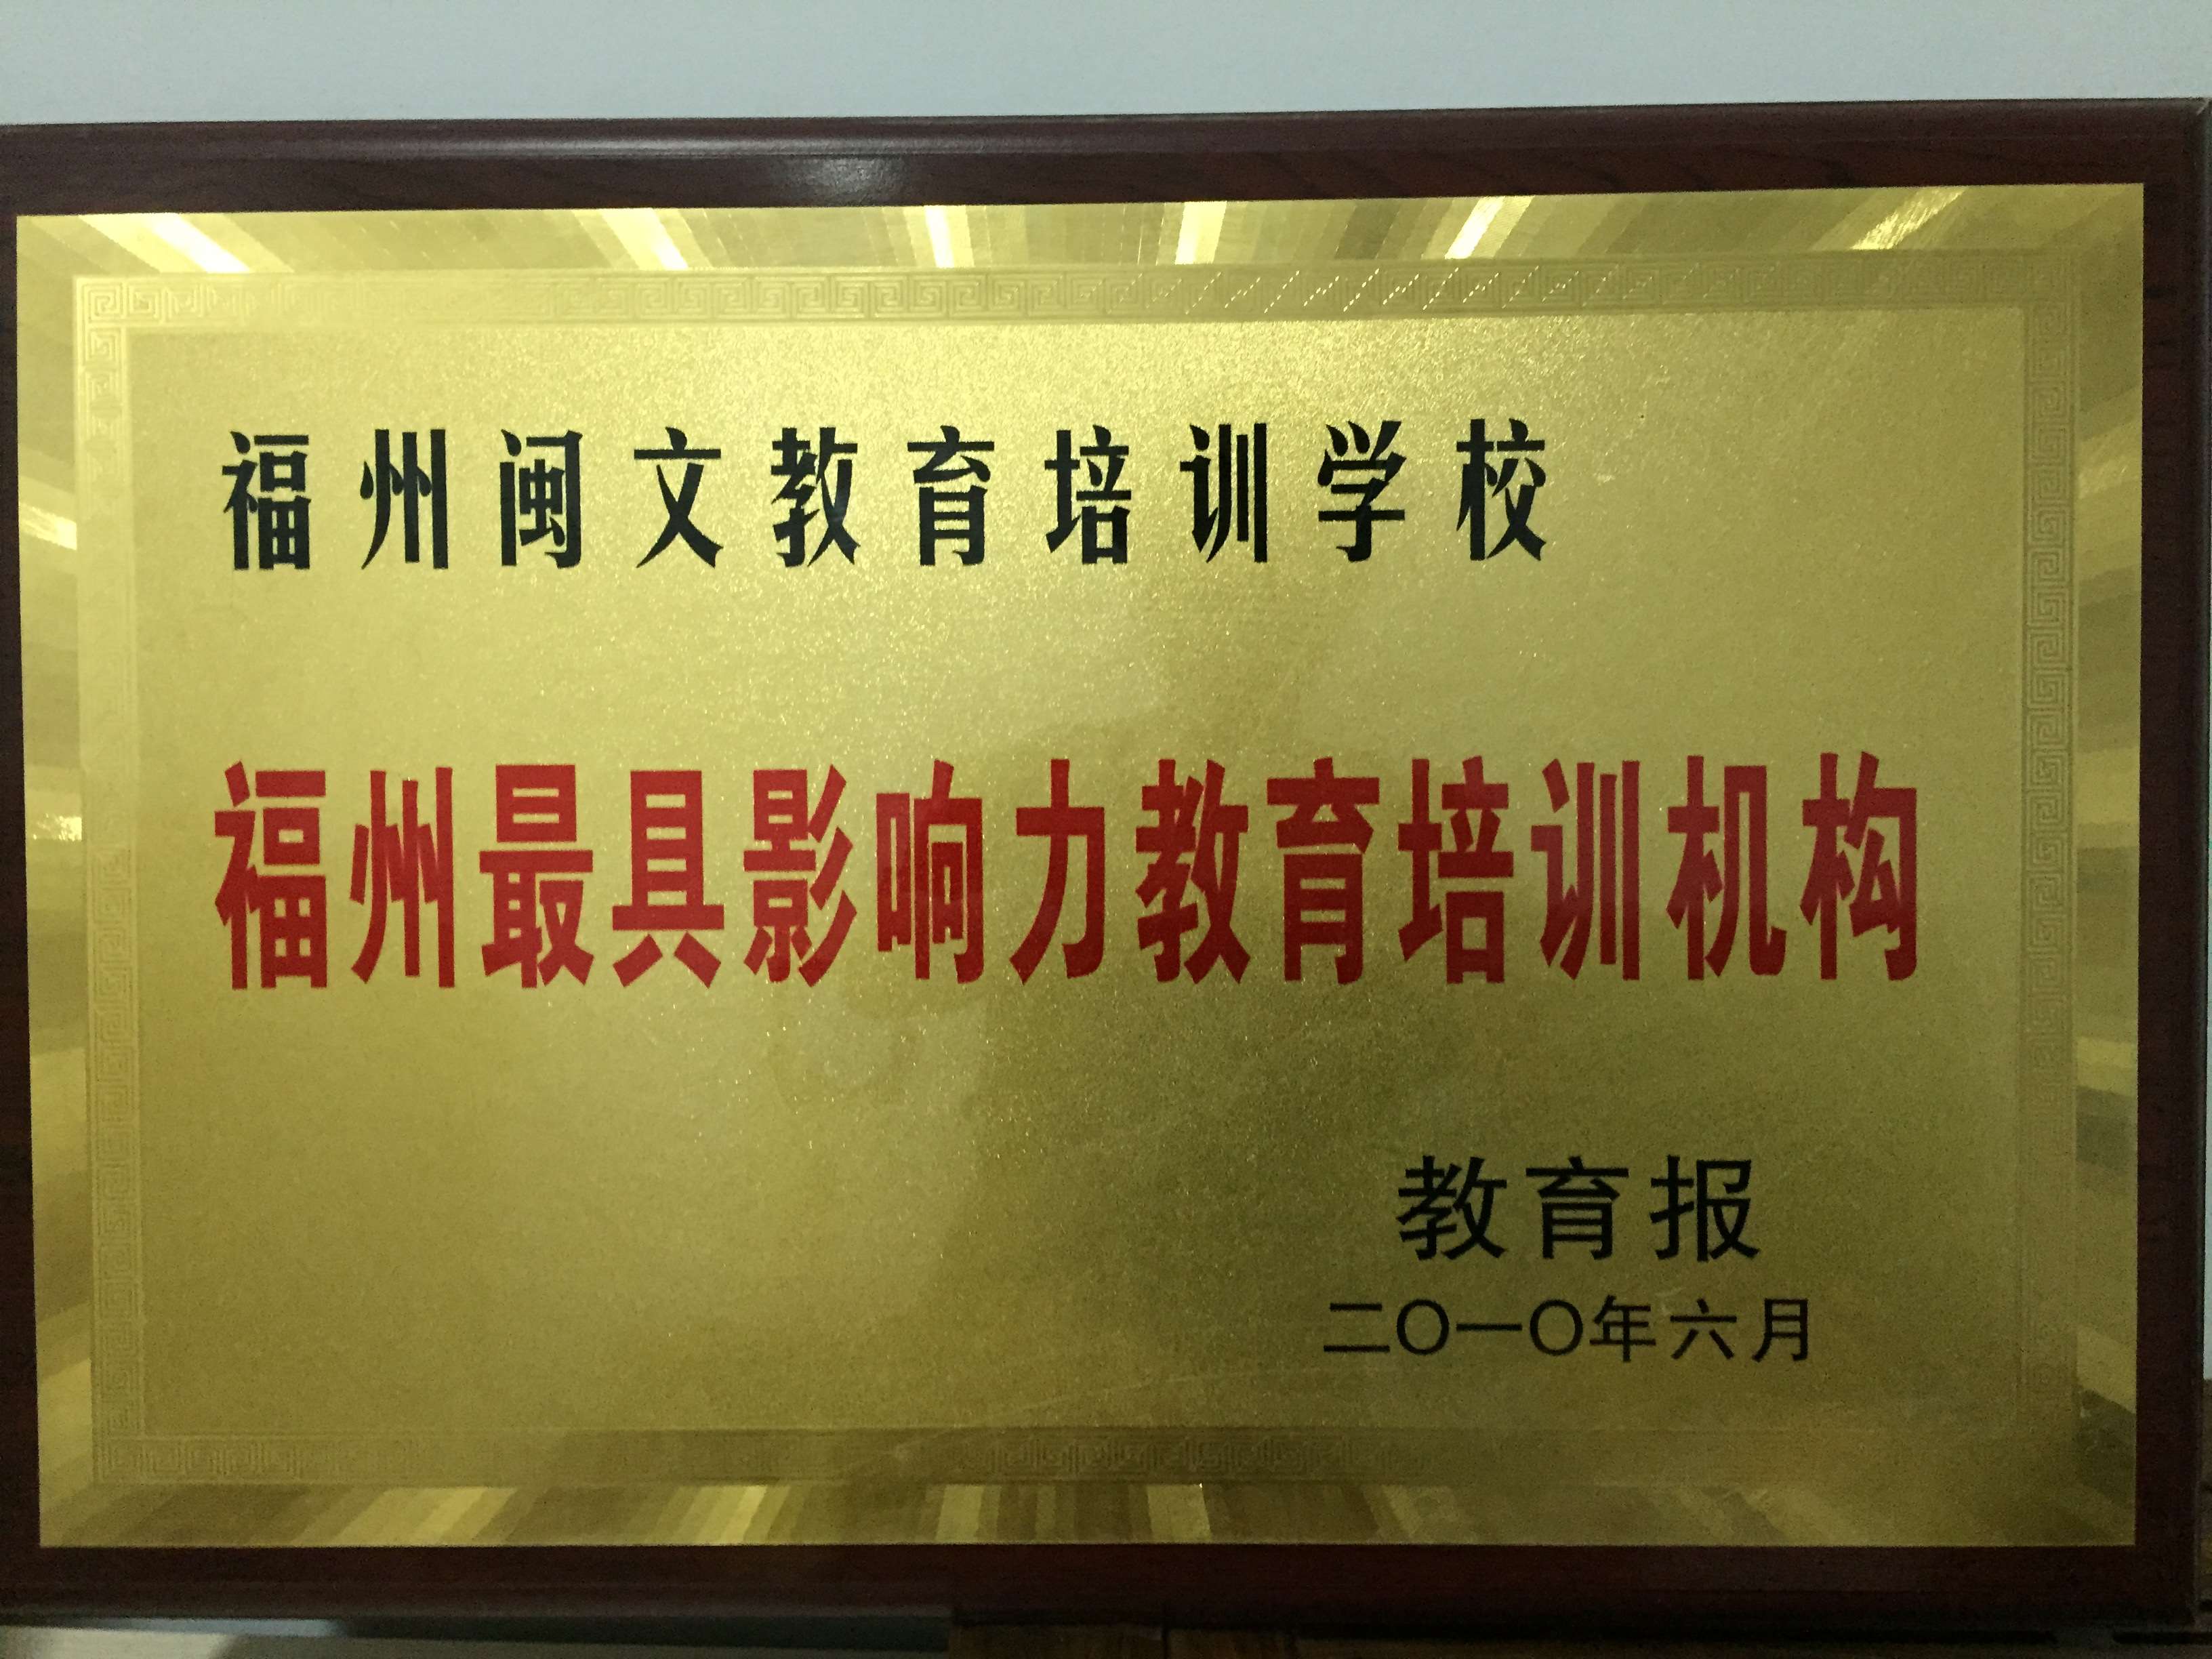 福州闽文教育培训学校
福州最具影响力教育培训机构
教育报
二〇一〇年六月